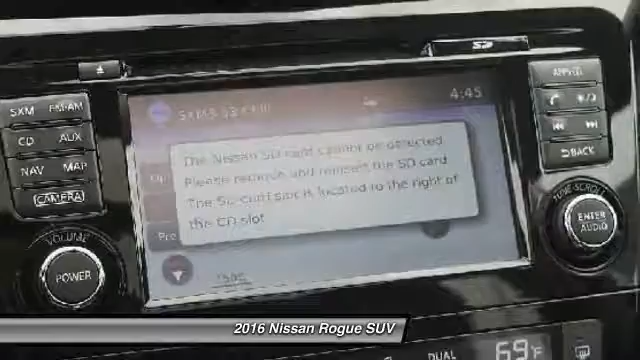 SD
APPS
SXM FM·AM
CD AUX
NAV MAP
CAMERA
BACK
4:45
The Nissan SD card cannot be detected.
Please remove and reinsert the SD card.
The SD card slot is located to the right of
the CD slot.
VOLUME
POWER
TUNE·SCROLL
ENTER
AUDIO
2016 Nissan Rogue SUV
DUAL
69°F